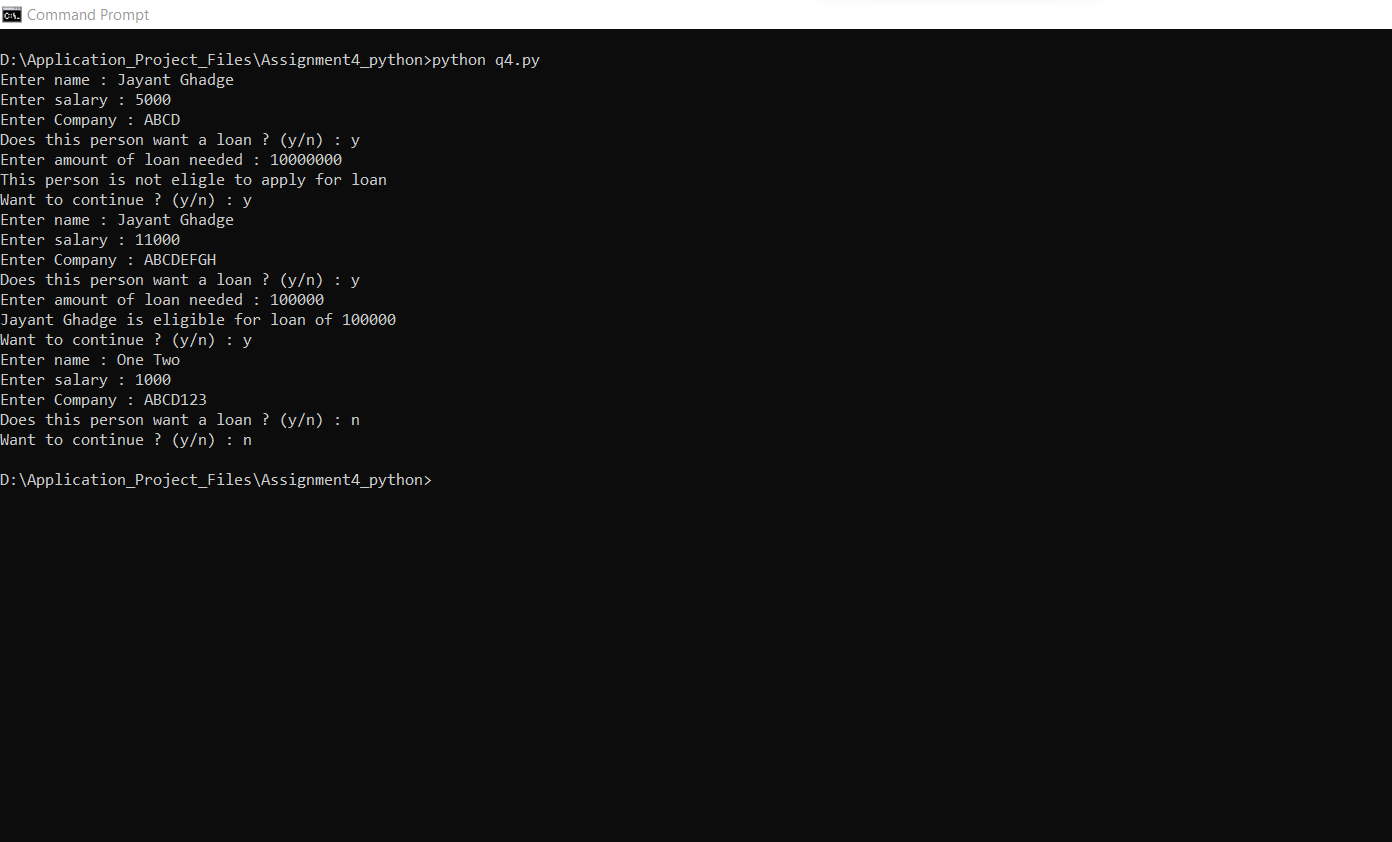 Command Prompt
D:\Application_Project_Files\Assignment4_python>python q4.py
Enter name : Jayant Ghadge
Enter salary : 5000
Enter Company : ABCD
Does this person want a loan ? (y/n) : y
Enter amount of loan needed : 10000000
This person is not eligle to apply for loan
Want to continue ? (y/n) : y
Enter name : Jayant Ghadge
Enter salary : 11000
Enter Company : ABCDEFGH
Does this person want a loan ? (y/n) : y
Enter amount of loan needed : 100000
Jayant Ghadge is eligible for loan of 100000
Want to continue ? (y/n) : y
Enter name : One Two
Enter salary : 1000
Enter Company : ABCD123
Does this person want a loan ? (y/n) : n
Want to continue ? (y/n) : n
D:\Application_Project_Files\Assignment4_python>